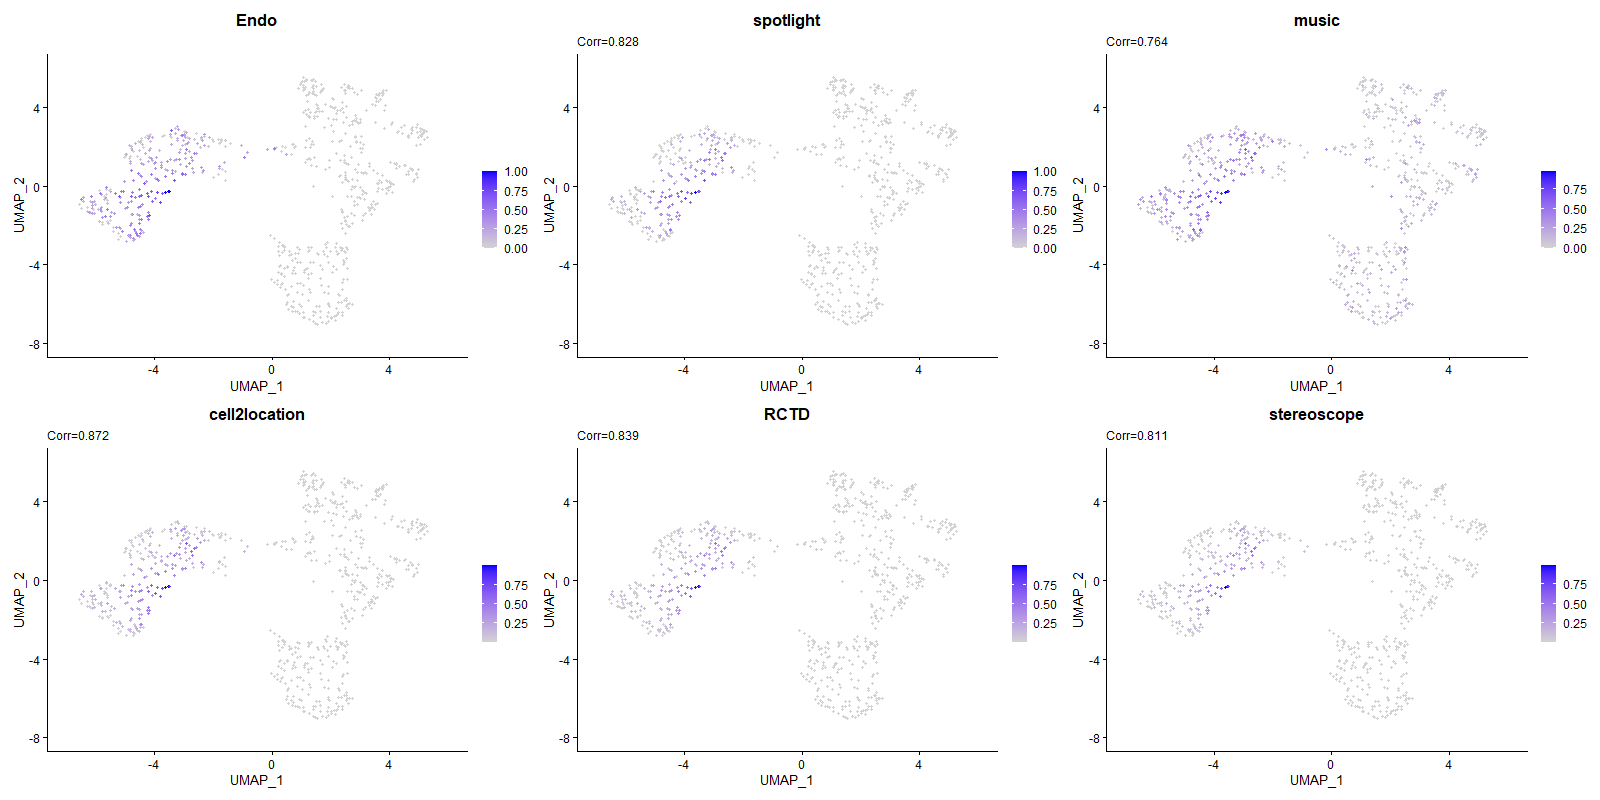 Endo
4
0
-4
-8
UMAP_2
-4
0
4
UMAP_1
1.00
0.75
0.50
0.25
0.00
spotlight
Corr=0.828
4
0
-4
-8
UMAP_2
-4
0
4
UMAP_1
1.00
0.75
0.50
0.25
0.00
music
Corr=0.764
4
0
-4
-8
UMAP_2
-4
0
4
UMAP_1
0.75
0.50
0.25
0.00
cell2location
Corr=0.872
4
0
-4
-8
UMAP_2
-4
0
4
UMAP_1
0.75
0.50
0.25
RCTD
Corr=0.839
4
0
-4
-8
UMAP_2
-4
0
4
UMAP_1
0.75
0.50
0.25
stereoscope
Corr=0.811
4
0
-4
-8
UMAP_2
-4
0
4
UMAP_1
0.75
0.50
0.25